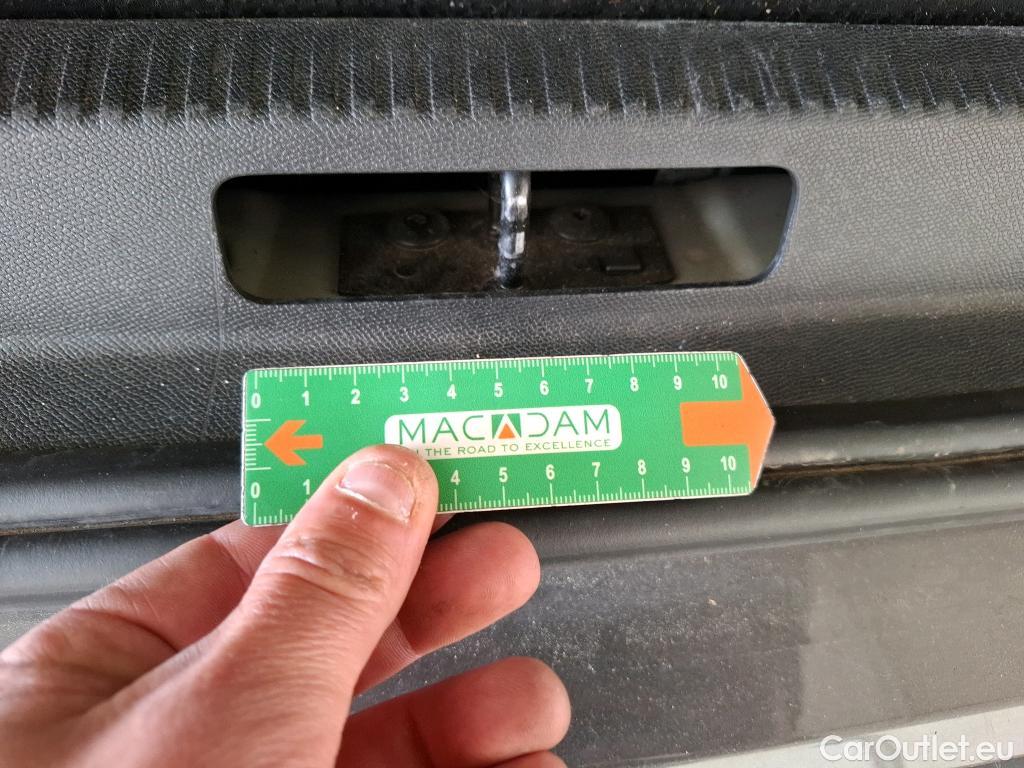 0 1 2 3 4 5 6 7 8 9 10
MACADAM
THE ROAD TO EXCELLENCE
0 1 4 5 6 7 8 9 10
CarOutlet.eu